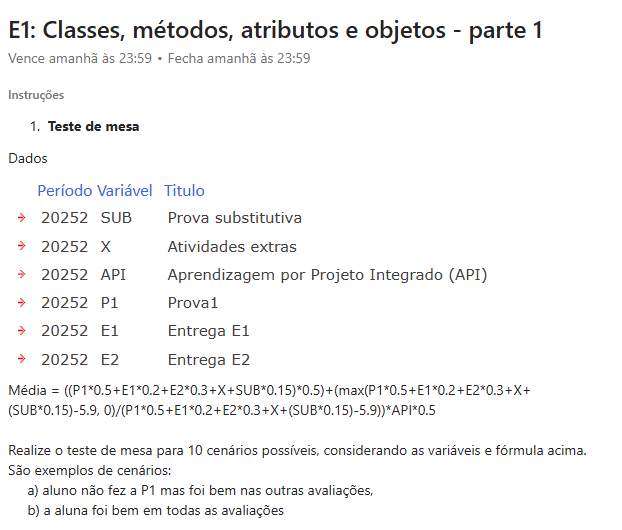 E1: Classes, métodos, atributos e objetos - parte 1
Vence amanhã às 23:59 • Fecha amanhã às 23:59
Instruções
1. Teste de mesa
Dados
Período Variável Titulo
20252 SUB Prova substitutiva
20252 X Atividades extras
20252 API Aprendizagem por Projeto Integrado (API)
20252 P1 Prova1
20252 E1 Entrega E1
20252 E2 Entrega E2
Média = ((P1*0.5+E1*0.2+E2*0.3+X+SUB*0.15)*0.5)+(max(P1*0.5+E1*0.2+E2*0.3+X+
(SUB*0.15)-5.9, 0)/(P1*0.5+E1*0.2+E2*0.3+X+(SUB*0.15)-5.9))*API*0.5
Realize o teste de mesa para 10 cenários possíveis, considerando as variáveis e fórmula acima.
São exemplos de cenários:
a) aluno não fez a P1 mas foi bem nas outras avaliações,
b) a aluna foi bem em todas as avaliações